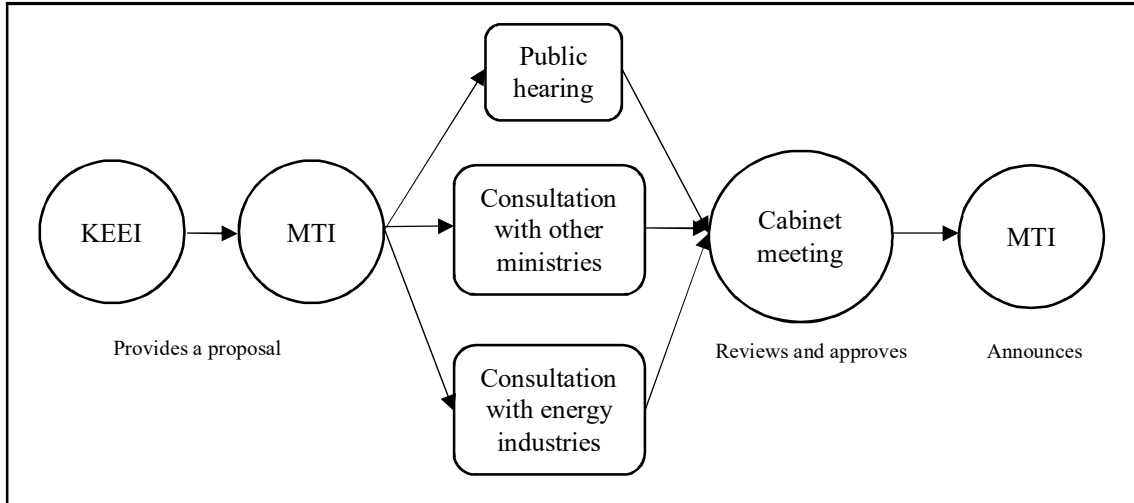 Public
hearing
KEEI
MTI
Consultation
with other
ministries
Cabinet
meeting
MTI
Provides a proposal
Reviews and approves
Announces
Consultation
with energy
industries